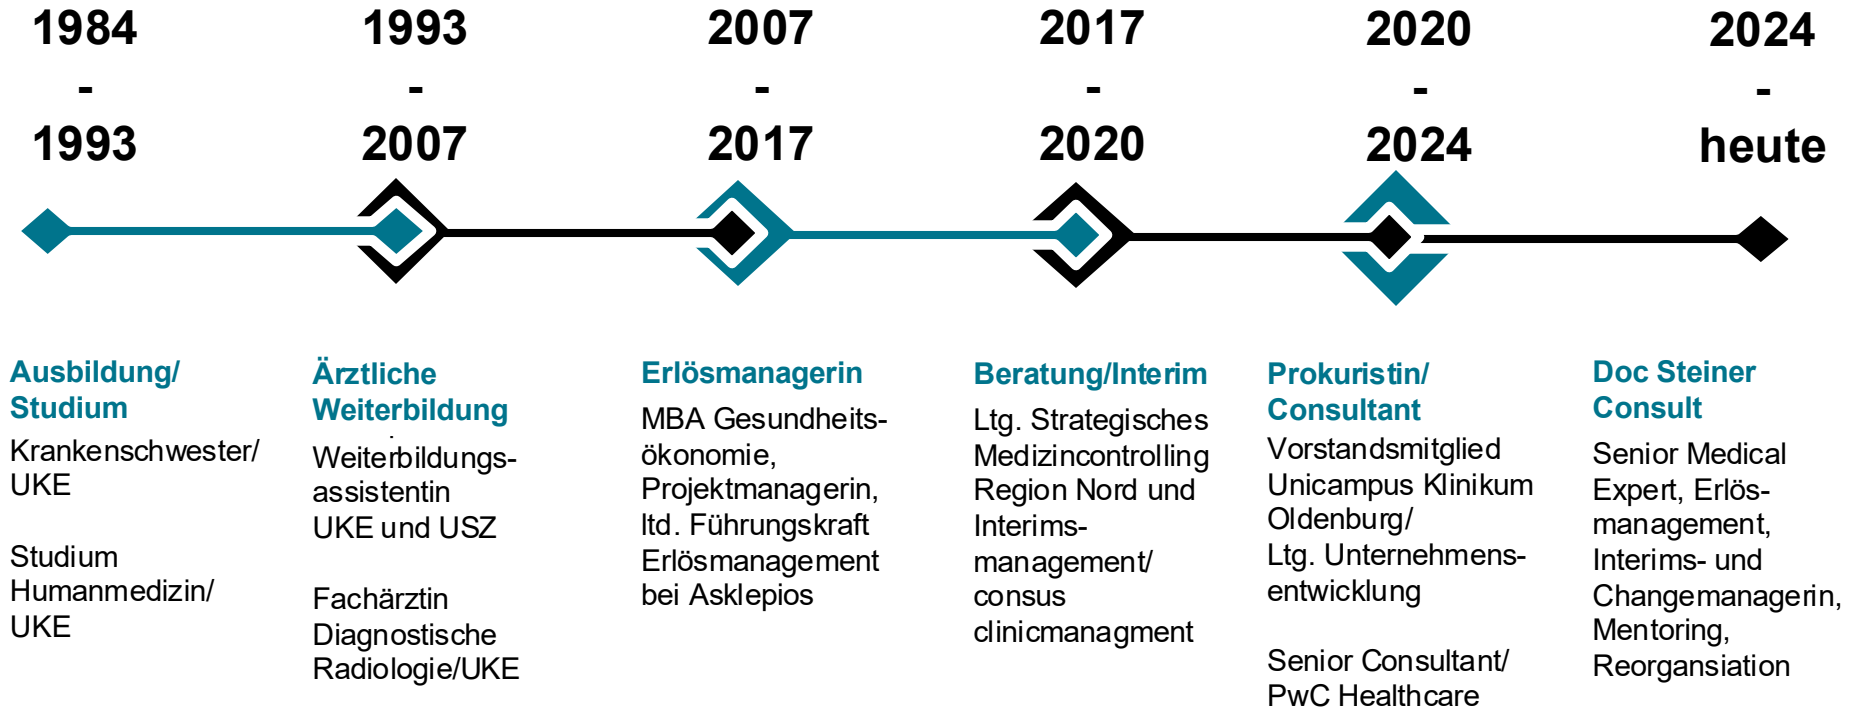 1984
-
1993
1993
-
2007
2007
-
2017
2017
-
2020
2020
-
2024
2024
-
heute
Ausbildung/
Studium
Krankenschwester/
UKE
Studium
Humanmedizin/
UKE
Ärztliche
Weiterbildung
Weiterbildungs-
assistentin
UKE und USZ
Fachärztin
Diagnostische
Radiologie/UKE
Erlösmanagerin
MBA Gesundheits-
ökonomie,
Projektmanagerin,
ltd. Führungskraft
Erlösmanagement
bei Asklepios
Beratung/Interim
Ltg. Strategisches
Medizincontrolling
Region Nord und
Interims-
management/
consus
clinicmanagment
Prokuristin/
Consultant
Vorstandsmitglied
Unicampus Klinikum
Oldenburg/
Ltg. Unternehmens-
entwicklung
Senior Consultant/
PwC Healthcare
Doc Steiner
Consult
Senior Medical
Expert, Erlös-
management,
Interims- und
Changemanagerin,
Mentoring,
Reorgansiation